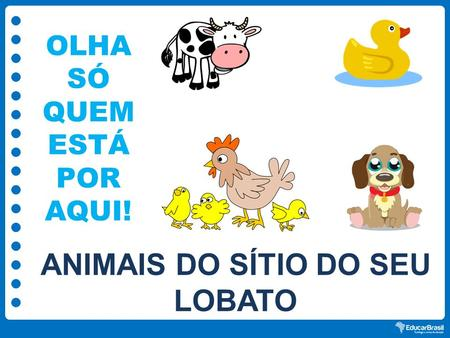 OLHA
SÓ
QUEM
ESTÁ
POR
AQUI!
ANIMAIS DO SÍTIO DO SEU
LOBATO
EducarBrasil